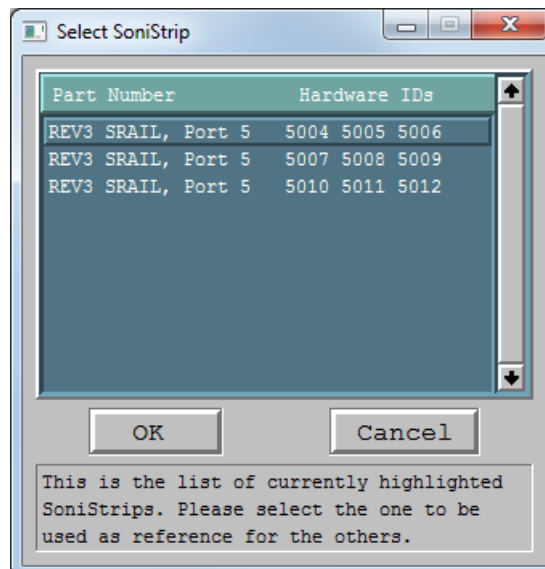 Select SoniStrip
Part Number Hardware IDs
REV3 SRAIL, Port 5 5004 5005 5006
REV3 SRAIL, Port 5 5007 5008 5009
REV3 SRAIL, Port 5 5010 5011 5012
OK Cancel
This is the list of currently highlighted
SoniStrips. Please select the one to be
used as reference for the others.